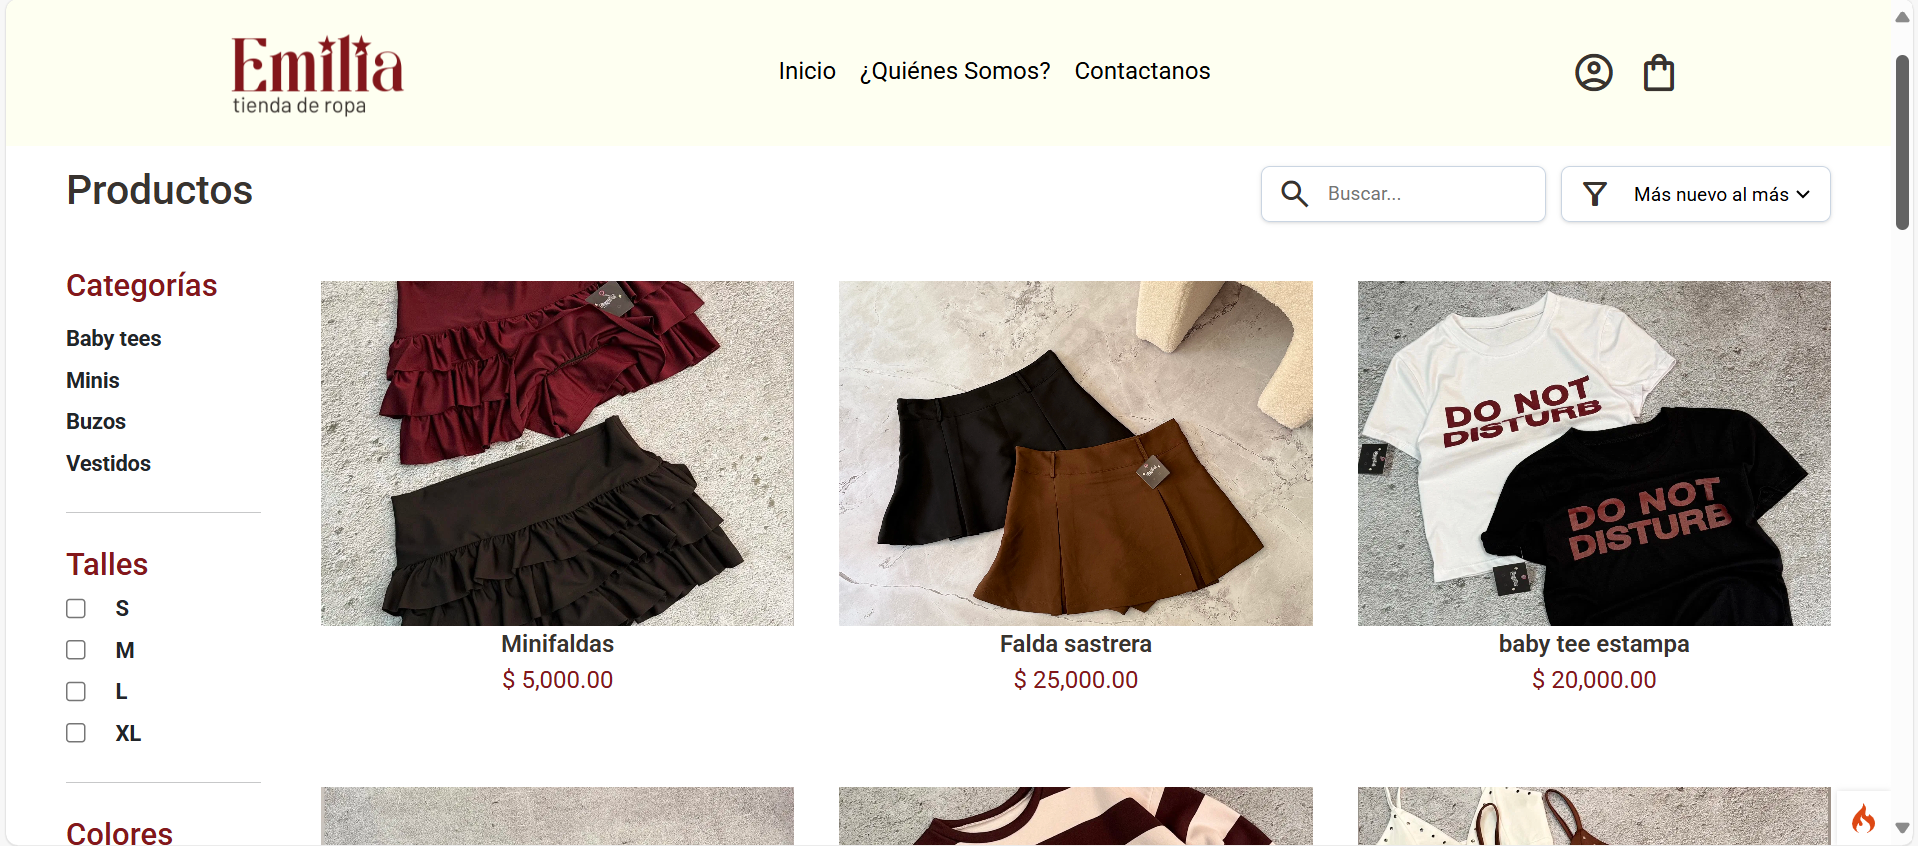 Emilia
tienda de ropa
Inicio ¿Quiénes Somos? Contactanos
Productos
Buscar...
Más nuevo al más
Categorías
Baby tees
Minis
Buzos
Vestidos
Talles
S
M
L
XL
Colores
DO NOT
DISTURB
DO NOT
DISTURB
Minifaldas
$ 5,000.00
Falda sastrera
$ 25,000.00
baby tee estampa
$ 20,000.00